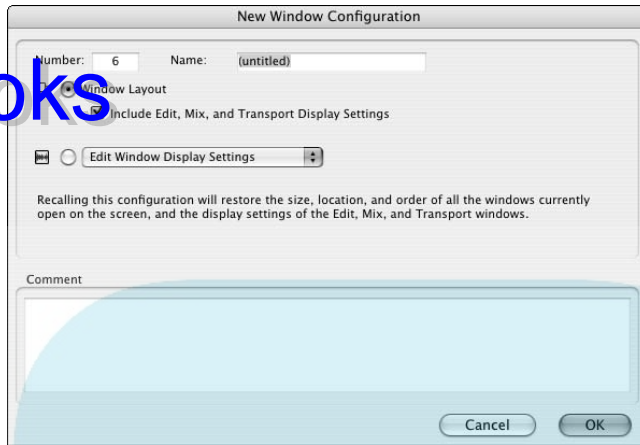 New Window Configuration
Number: 6 Name: (untitled)
oks
Window Layout
Include Edit, Mix, and Transport Display Settings
Edit Window Display Settings
Recalling this configuration will restore the size, location, and order of all the windows currently
open on the screen, and the display settings of the Edit, Mix, and Transport windows.
Comment
Cancel OK